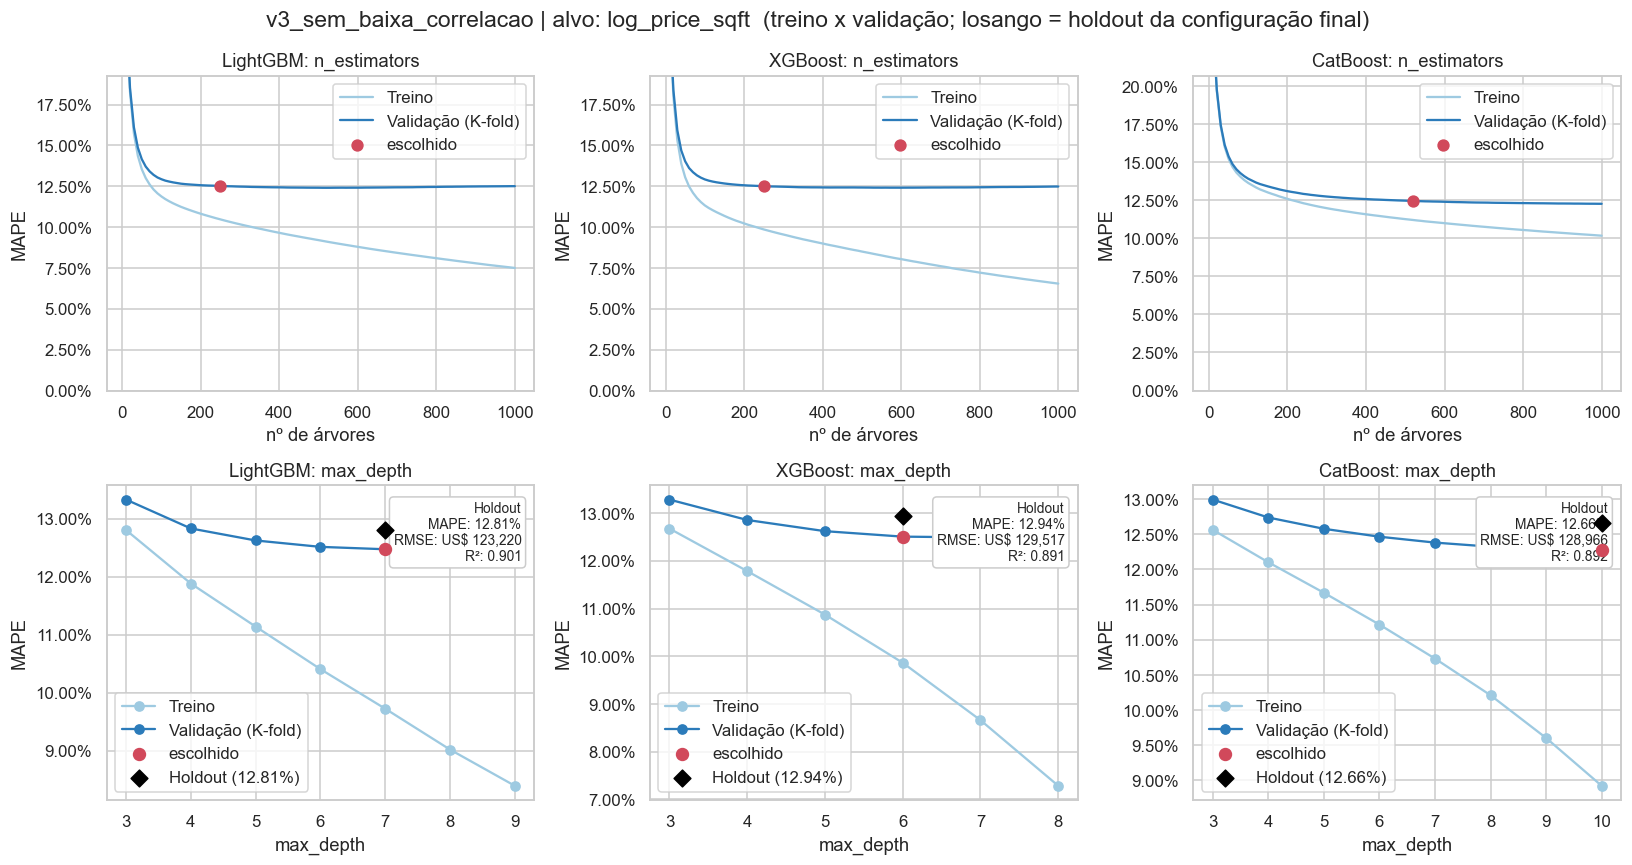 v3_sem_baixa_correlacao | alvo: log_price_sqft  (treino x validação; losango = holdout da configuração final)
LightGBM: n_estimators
17.50%
15.00%
12.50%
10.00%
7.50%
5.00%
2.50%
0.00%
MAPE
Treino
Validação (K-fold)
escolhido
0 200 400 600 800 1000
nº de árvores
XGBoost: n_estimators
17.50%
15.00%
12.50%
10.00%
7.50%
5.00%
2.50%
0.00%
MAPE
Treino
Validação (K-fold)
escolhido
0 200 400 600 800 1000
nº de árvores
CatBoost: n_estimators
20.00%
17.50%
15.00%
12.50%
10.00%
7.50%
5.00%
2.50%
0.00%
MAPE
Treino
Validação (K-fold)
escolhido
0 200 400 600 800 1000
nº de árvores
LightGBM: max_depth
13.00%
12.00%
11.00%
10.00%
9.00%
MAPE
Holdout
MAPE: 12.81%
RMSE: US$ 123,220
R²: 0.901
Treino
Validação (K-fold)
escolhido
Holdout (12.81%)
3 4 5 6 7 8 9
max_depth
XGBoost: max_depth
13.00%
12.00%
11.00%
10.00%
9.00%
8.00%
7.00%
MAPE
Holdout
MAPE: 12.94%
RMSE: US$ 129,517
R²: 0.891
Treino
Validação (K-fold)
escolhido
Holdout (12.94%)
3 4 5 6 7 8
max_depth
CatBoost: max_depth
13.00%
12.50%
12.00%
11.50%
11.00%
10.50%
10.00%
9.50%
9.00%
MAPE
Holdout
MAPE: 12.66%
RMSE: US$ 128,966
R²: 0.892
Treino
Validação (K-fold)
escolhido
Holdout (12.66%)
3 4 5 6 7 8 9 10
max_depth